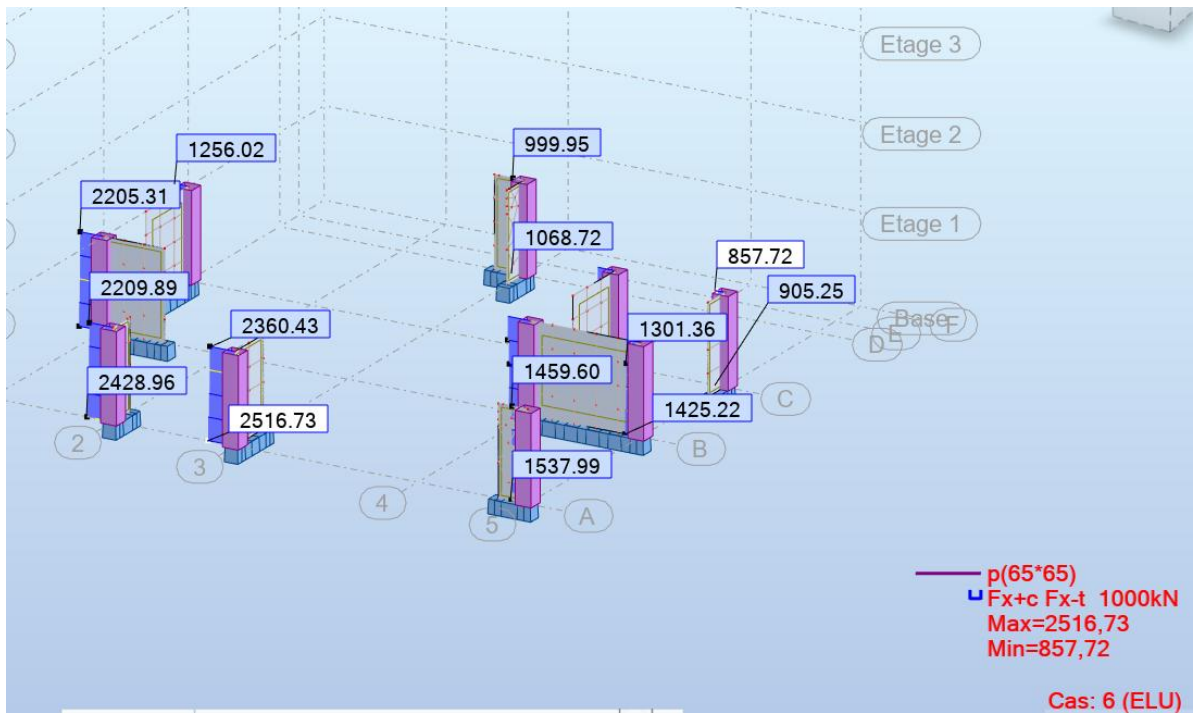 Etage 3
Etage 2
1256.02
999.95
2205.31
Etage 1
1068.72
857.72
2209.89
905.25
2360.43
1301.36
Base
F
E
D
2428.96
1459.60
C
2516.73
1425.22
2
B
3
1537.99
4
5
A
p(65*65)
Fx+c Fx-t 1000kN
Max=2516,73
Min=857,72
Cas: 6 (ELU)